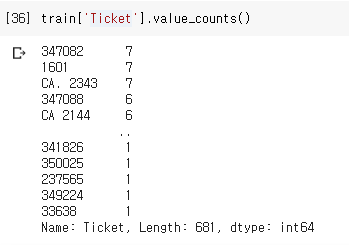 [36] train['Ticket'].value_counts()
347082 7
1601 7
CA. 2343 7
347088 6
CA 2144 6
..
341826 1
350025 1
237565 1
349224 1
33638 1
Name: Ticket, Length: 681, dtype: int64